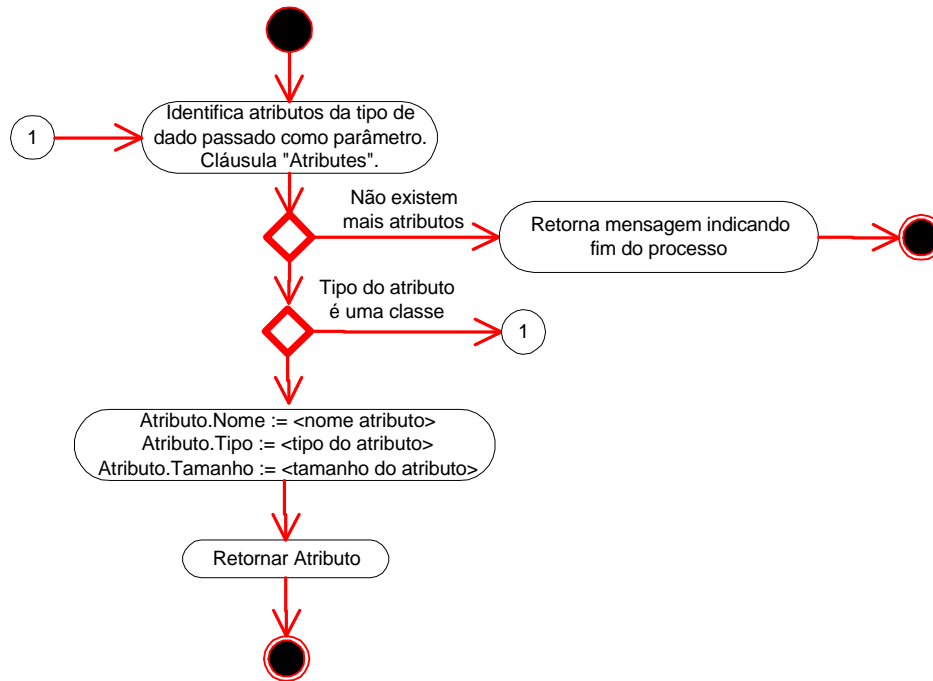 Identifica atributos da tipo de
dado passado como parâmetro.
Cláusula "Atributes".
1
Não existem
mais atributos
Retorna mensagem indicando
fim do processo
Tipo do atributo
é uma classe
1
Atributo.Nome := <nome atributo>
Atributo.Tipo := <tipo do atributo>
Atributo.Tamanho := <tamanho do atributo>
Retornar Atributo